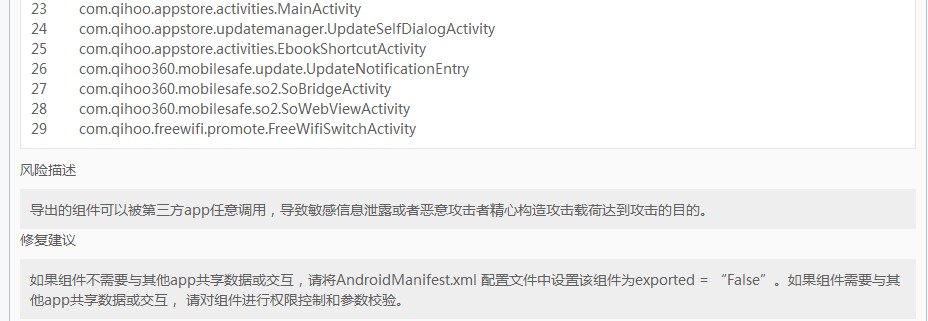 23 com.qihoo.appstore.activities.MainActivity
24 com.qihoo.appstore.updatemanager.UpdateSelfDialogActivity
25 com.qihoo.appstore.activities.EbookShortcutActivity
26 com.qihoo360.mobilesafe.update.UpdateNotificationEntry
27 com.qihoo360.mobilesafe.so2.SoBridgeActivity
28 com.qihoo360.mobilesafe.so2.SoWebViewActivity
29 com.qihoo.freewifi.promote.FreeWifiSwitchActivity
风险描述
导出的组件可以被第三方app任意调用，导致敏感信息泄露或者恶意攻击者精心构造攻击载荷达到攻击的目的。
修复建议
如果组件不需要与其他app共享数据或交互，请将AndroidManifest.xml 配置文件中设置该组件为exported = “False”。如果组件需要与其
他app共享数据或交互， 请对组件进行权限控制和参数校验。